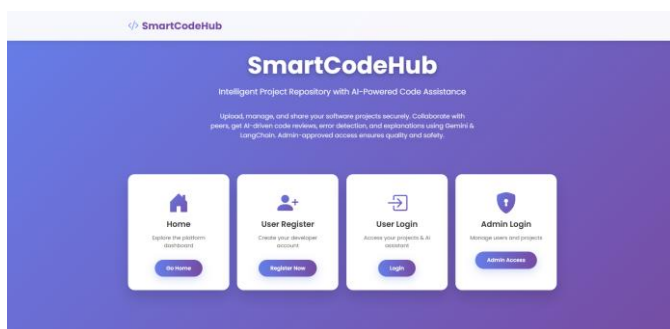 </> SmartCodeHub
SmartCodeHub
Intelligent Project Repository with AI-Powered Code Assistance
Upload, manage, and share your software projects securely. Collaborate with
peers, get AI-driven code reviews, error detection, and explanations using Gemini &
LangChain. Admin-approved access ensures quality and safety.
Home
Explore the platform
dashboard
Go Home
User Register
Create your developer
account
Register Now
User Login
Access your projects & AI
assistant
Login
Admin Login
Manage users and projects
Admin Access